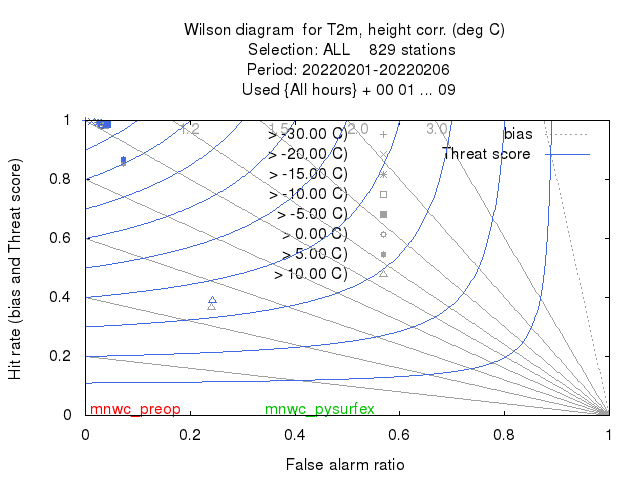 Wilson diagram  for T2m, height corr. (deg C)
Selection: ALL    829 stations
Period: 20220201-20220206
Used {All hours} + 00 01 ... 09
Hit rate (bias and Threat score)
1
0.8
0.6
0.4
0.2
0
1.2 1.5 2.0 3.0
> -30.00 C)
> -20.00 C)
> -15.00 C)
> -10.00 C)
> -5.00 C)
> 0.00 C)
> 5.00 C)
> 10.00 C)
bias
Threat score
mnwc_preop mnwc_pysurfex
0 0.2 0.4 0.6 0.8 1
False alarm ratio